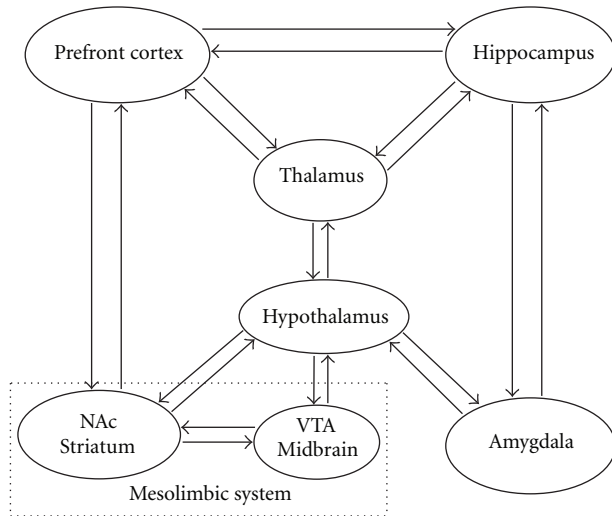 Prefront cortex
Hippocampus
Thalamus
Hypothalamus
NAc
Striatum
VTA
Midbrain
Amygdala
Mesolimbic system